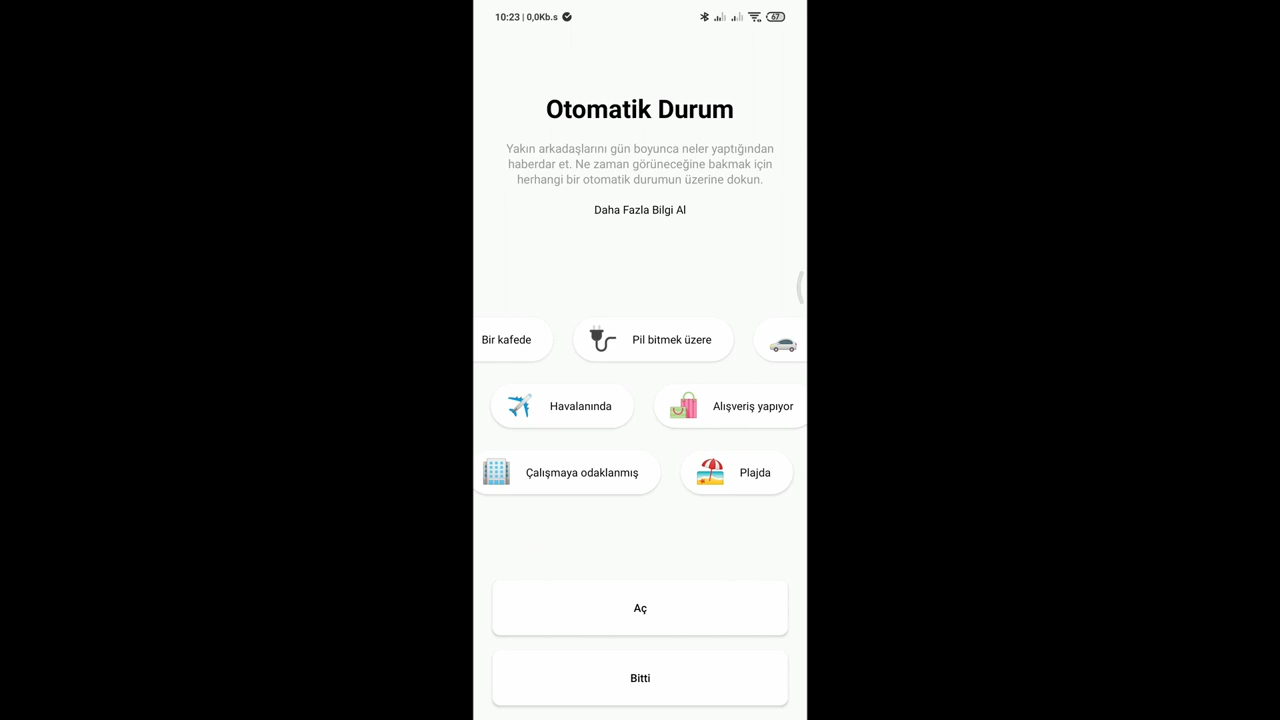 10:23 | 0,0Kb.s
67
Otomatik Durum
Yakın arkadaşlarını gün boyunca neler yaptığından
haberdar et. Ne zaman görüneceğine bakmak için
herhangi bir otomatik durumun üzerine dokun.
Daha Fazla Bilgi Al
Bir kafede
Pil bitmek üzere
Havalanında
Alışveriş yapıyor
Çalışmaya odaklanmış
Plajda
Aç
Bitti